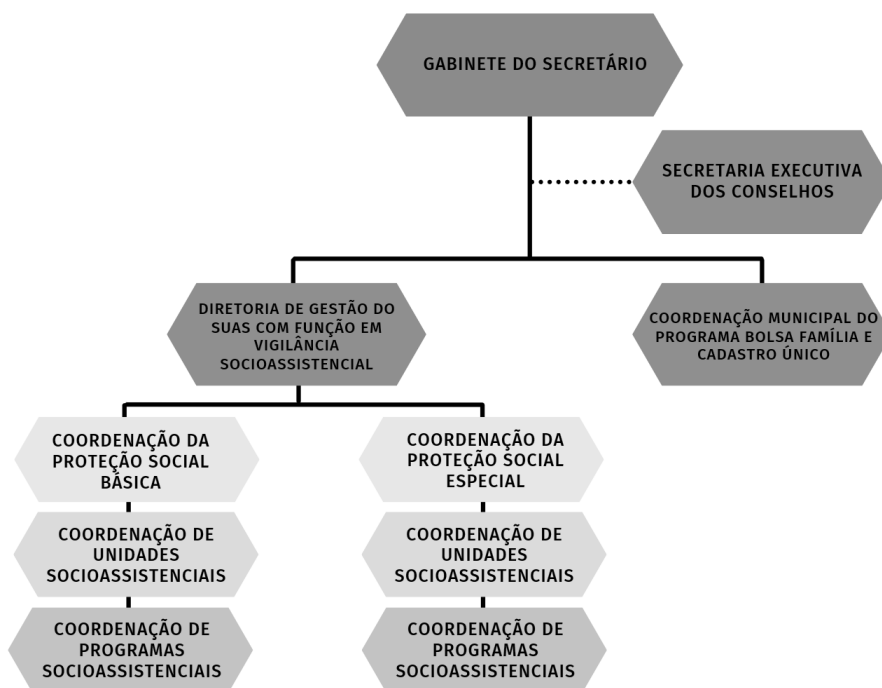 GABINETE DO SECRETÁRIO
SECRETARIA EXECUTIVA
DOS CONSELHOS
DIRETORIA DE GESTÃO DO
SUAS COM FUNÇÃO EM
VIGILÂNCIA
SOCIOASSISTENCIAL
COORDENAÇÃO MUNICIPAL DO
PROGRAMA BOLSA FAMÍLIA E
CADASTRO ÚNICO
COORDENAÇÃO DA
PROTEÇÃO SOCIAL
BÁSICA
COORDENAÇÃO DA
PROTEÇÃO SOCIAL
ESPECIAL
COORDENAÇÃO DE
UNIDADES
SOCIOASSISTENCIAIS
COORDENAÇÃO DE
UNIDADES
SOCIOASSISTENCIAIS
COORDENAÇÃO DE
PROGRAMAS
SOCIOASSISTENCIAIS
COORDENAÇÃO DE
PROGRAMAS
SOCIOASSISTENCIAIS